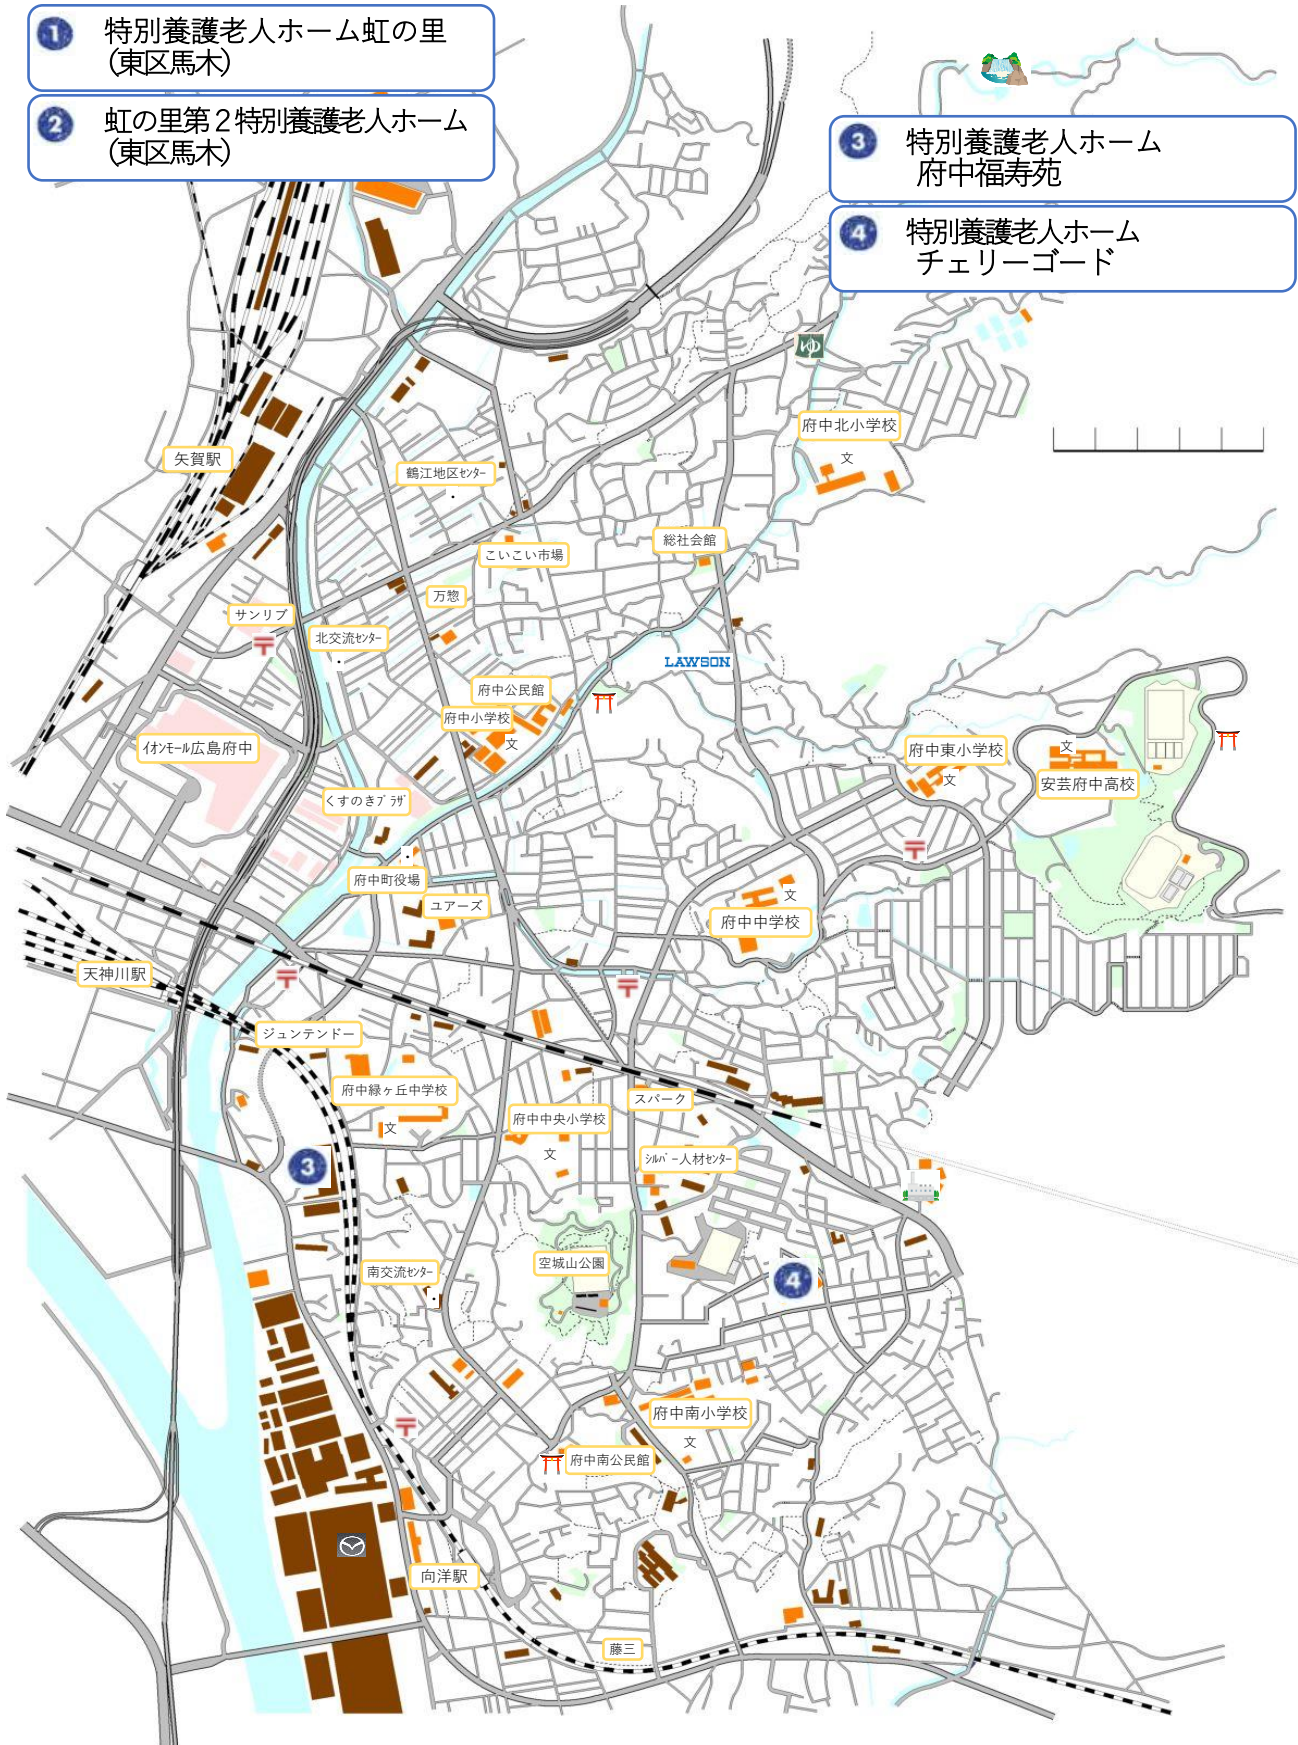 1 特別養護老人ホーム虹の里
(東区馬木)
2 虹の里第2特別養護老人ホーム
(東区馬木)
3 特別養護老人ホーム
府中福寿苑
4 特別養護老人ホーム
チェリーゴード
ゆ
府中北小学校
文
矢賀駅
鶴江地区ｾﾝﾀｰ
こいこい市場
総社会館
万惣
サンリブ
〒
北交流ｾﾝﾀｰ
LAWSON
府中公民館
府中小学校
文
ｲｵﾝﾓｰﾙ広島府中
府中東小学校
文
文
安芸府中高校
くすのきﾌﾟﾗｻﾞ
〒
府中町役場
ユアーズ
文
府中中学校
天神川駅
〒
〒
ジュンテンドー
府中緑ヶ丘中学校
文
スパーク
府中中央小学校
文
ｼﾙﾊﾞｰ人材ｾﾝﾀｰ
3
空城山公園
南交流ｾﾝﾀｰ
4
府中南小学校
文
〒
府中南公民館
向洋駅
藤三